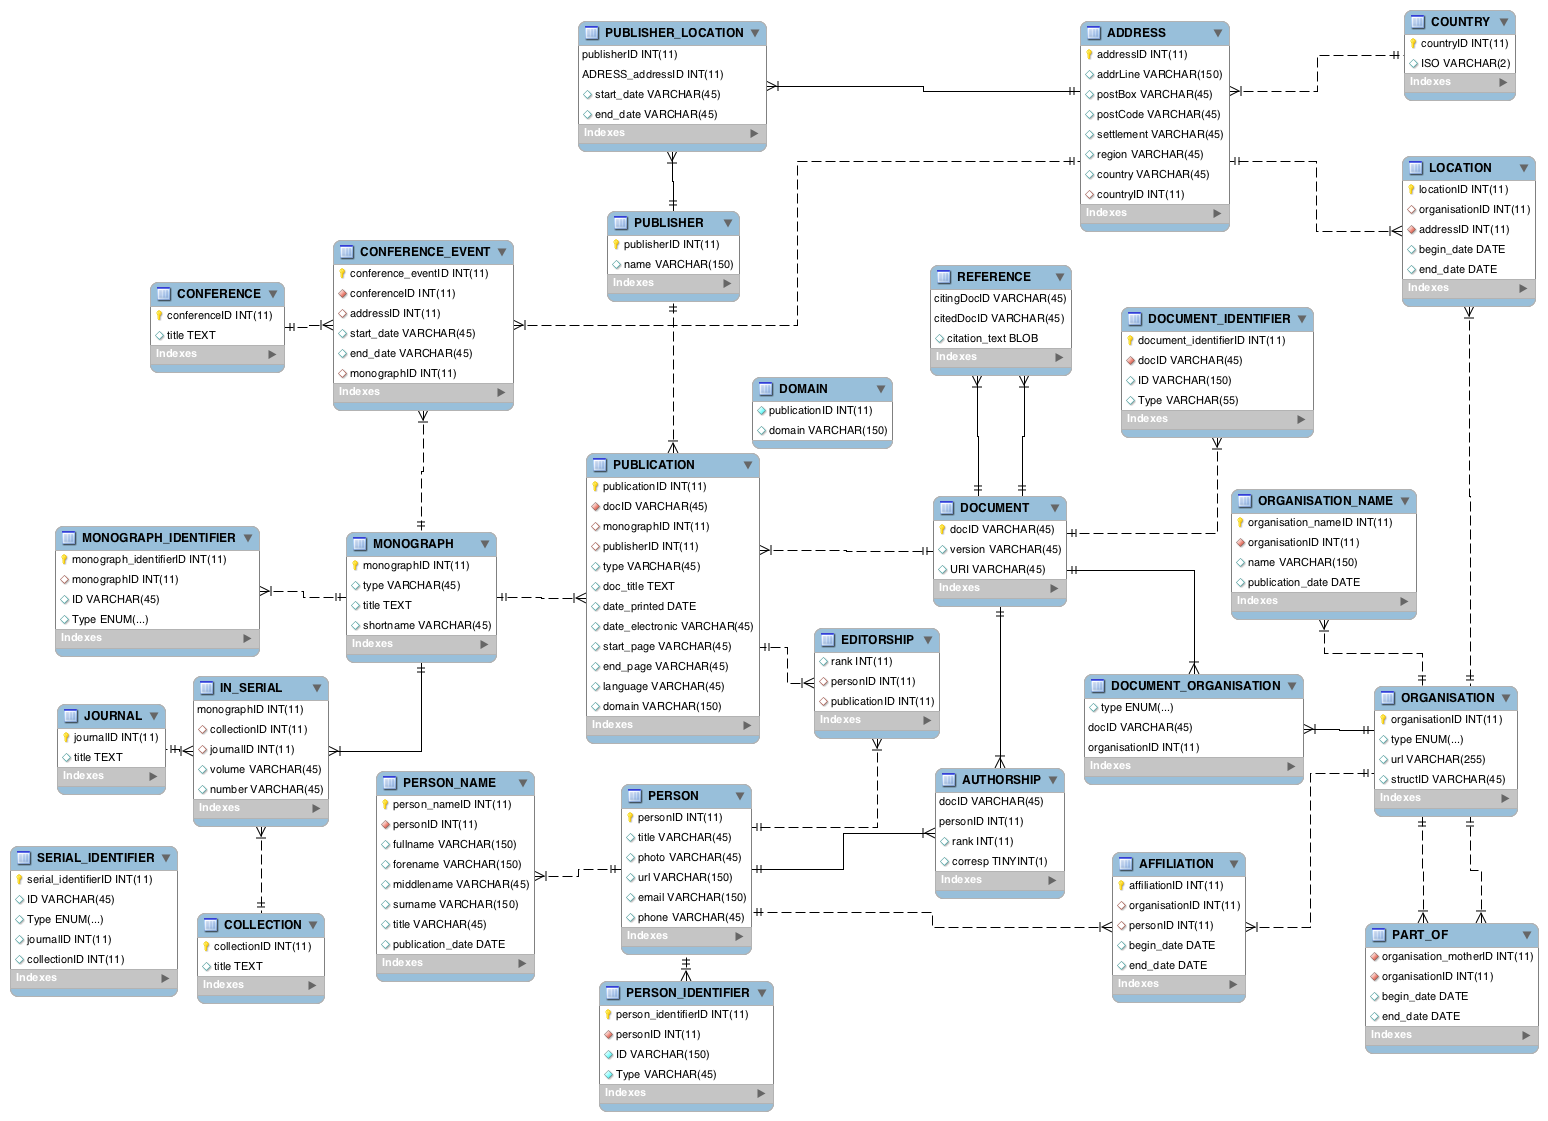 PUBLISHER_LOCATION
publisherID INT(11)
ADRESS_addressID INT(11)
start_date VARCHAR(45)
end_date VARCHAR(45)
Indexes
ADDRESS
addressID INT(11)
addrLine VARCHAR(150)
postBox VARCHAR(45)
postCode VARCHAR(45)
settlement VARCHAR(45)
region VARCHAR(45)
country VARCHAR(45)
countryID INT(11)
Indexes
COUNTRY
countryID INT(11)
ISO VARCHAR(2)
Indexes
LOCATION
locationID INT(11)
organisationID INT(11)
addressID INT(11)
begin_date DATE
end_date DATE
Indexes
PUBLISHER
publisherID INT(11)
name VARCHAR(150)
Indexes
CONFERENCE_EVENT
conference_eventID INT(11)
conferenceID INT(11)
addressID INT(11)
start_date VARCHAR(45)
end_date VARCHAR(45)
monographID INT(11)
Indexes
CONFERENCE
conferenceID INT(11)
title TEXT
Indexes
REFERENCE
citingDocID VARCHAR(45)
citedDocID VARCHAR(45)
citation_text BLOB
Indexes
DOCUMENT_IDENTIFIER
document_identifierID INT(11)
docID VARCHAR(45)
ID VARCHAR(150)
Type VARCHAR(55)
Indexes
DOMAIN
publicationID INT(11)
domain VARCHAR(150)
PUBLICATION
publicationID INT(11)
docID VARCHAR(45)
monographID INT(11)
publisherID INT(11)
type VARCHAR(45)
doc_title TEXT
date_printed DATE
date_electronic VARCHAR(45)
start_page VARCHAR(45)
end_page VARCHAR(45)
language VARCHAR(45)
domain VARCHAR(150)
Indexes
DOCUMENT
docID VARCHAR(45)
version VARCHAR(45)
URI VARCHAR(45)
Indexes
ORGANISATION_NAME
organisation_nameID INT(11)
organisationID INT(11)
name VARCHAR(150)
publication_date DATE
Indexes
MONOGRAPH_IDENTIFIER
monograph_identifierID INT(11)
monographID INT(11)
ID VARCHAR(45)
Type ENUM(...)
Indexes
MONOGRAPH
monographID INT(11)
type VARCHAR(45)
title TEXT
shortname VARCHAR(45)
Indexes
EDITORSHIP
rank INT(11)
personID INT(11)
publicationID INT(11)
Indexes
IN_SERIAL
monographID INT(11)
collectionID INT(11)
journalID INT(11)
volume VARCHAR(45)
number VARCHAR(45)
Indexes
JOURNAL
journalID INT(11)
title TEXT
Indexes
DOCUMENT_ORGANISATION
type ENUM(...)
docID VARCHAR(45)
organisationID INT(11)
Indexes
ORGANISATION
organisationID INT(11)
type ENUM(...)
url VARCHAR(255)
structID VARCHAR(45)
Indexes
PERSON_NAME
person_nameID INT(11)
personID INT(11)
fullname VARCHAR(150)
forename VARCHAR(150)
middlename VARCHAR(45)
surname VARCHAR(150)
title VARCHAR(45)
publication_date DATE
Indexes
PERSON
personID INT(11)
title VARCHAR(45)
photo VARCHAR(45)
url VARCHAR(150)
email VARCHAR(150)
phone VARCHAR(45)
Indexes
AUTHORSHIP
docID VARCHAR(45)
personID INT(11)
rank INT(11)
corresp TINYINT(1)
Indexes
SERIAL_IDENTIFIER
serial_identifierID INT(11)
ID VARCHAR(45)
Type ENUM(...)
journalID INT(11)
collectionID INT(11)
Indexes
COLLECTION
collectionID INT(11)
title TEXT
Indexes
AFFILIATION
affiliationID INT(11)
organisationID INT(11)
personID INT(11)
begin_date DATE
end_date DATE
Indexes
PART_OF
organisation_motherID INT(11)
organisationID INT(11)
begin_date DATE
end_date DATE
Indexes
PERSON_IDENTIFIER
person_identifierID INT(11)
personID INT(11)
ID VARCHAR(150)
Type VARCHAR(45)
Indexes